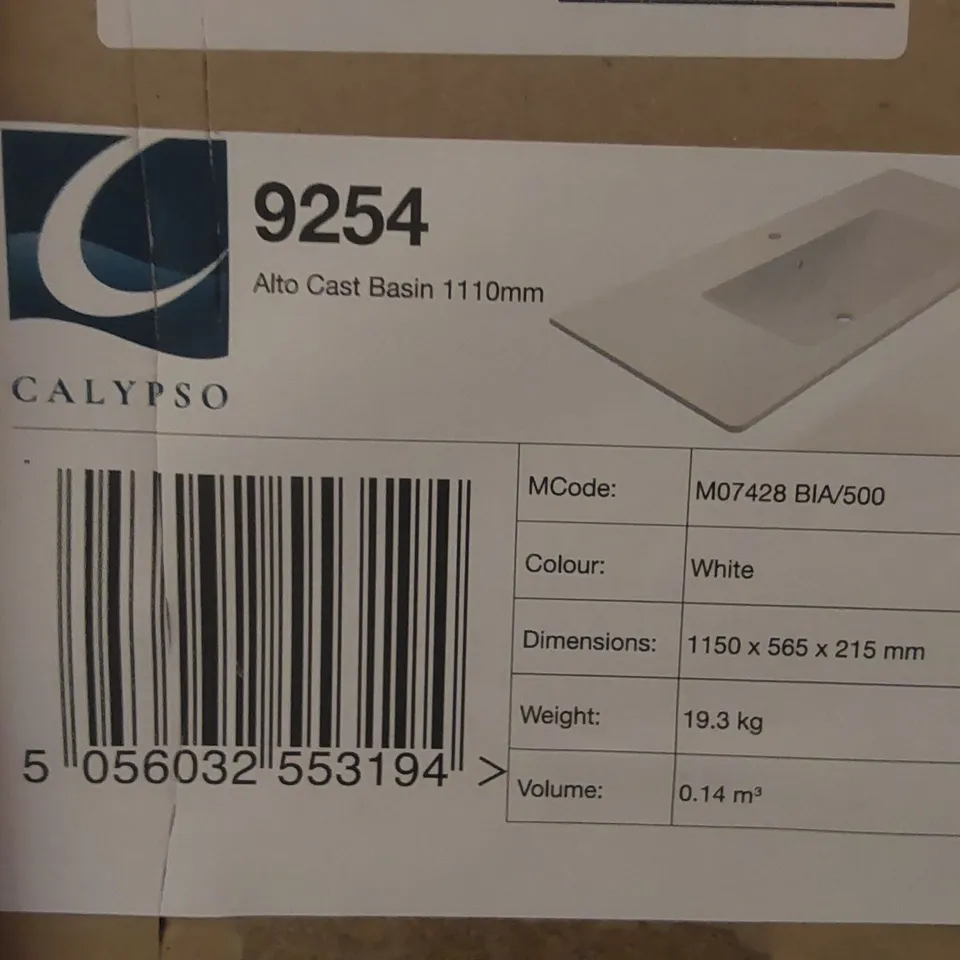 9254
Alto Cast Basin 1110mm
CALYPSO
MCode: M07428 BIA/500
Colour: White
Dimensions: 1150 x 565 x 215 mm
Weight: 19.3 kg
Volume: 0.14 m³
5 056032 553194 >